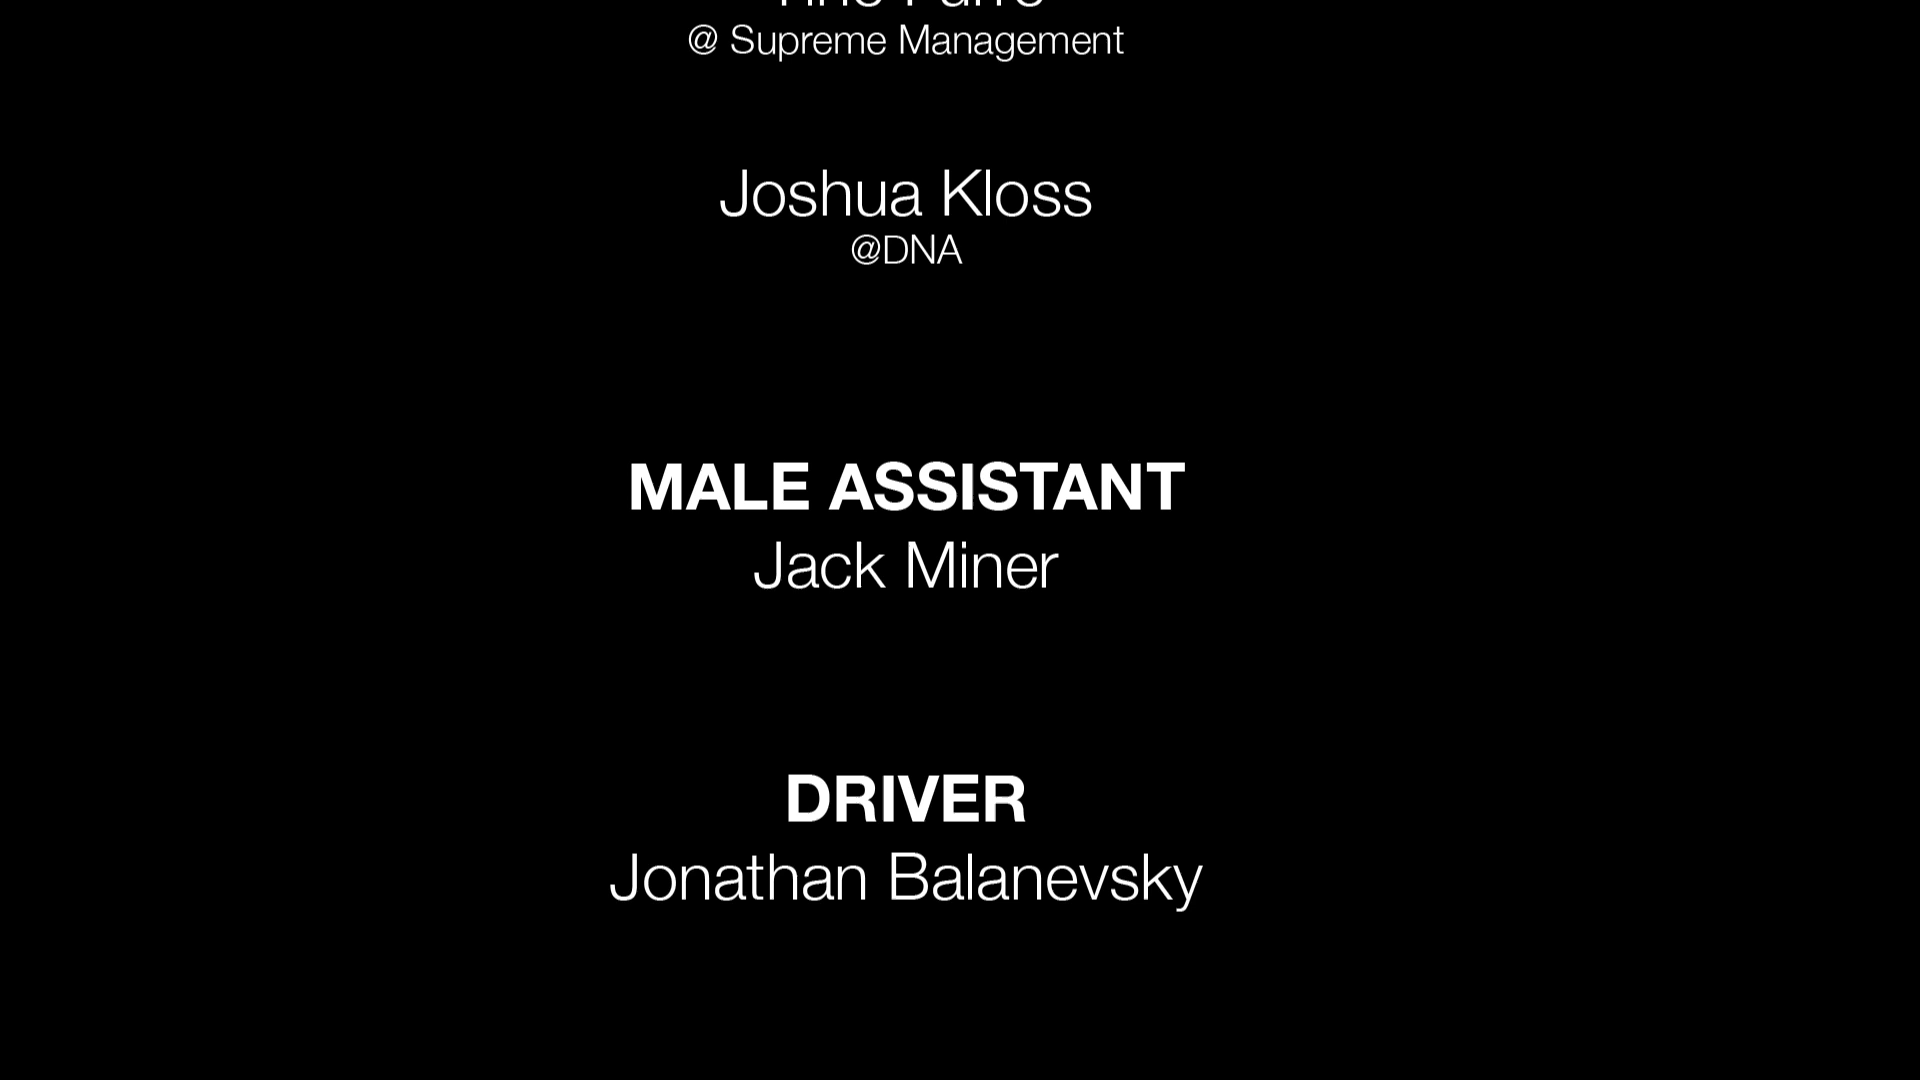 @ Supreme Management
Joshua Kloss
@DNA
MALE ASSISTANT
Jack Miner
DRIVER
Jonathan Balanevsky